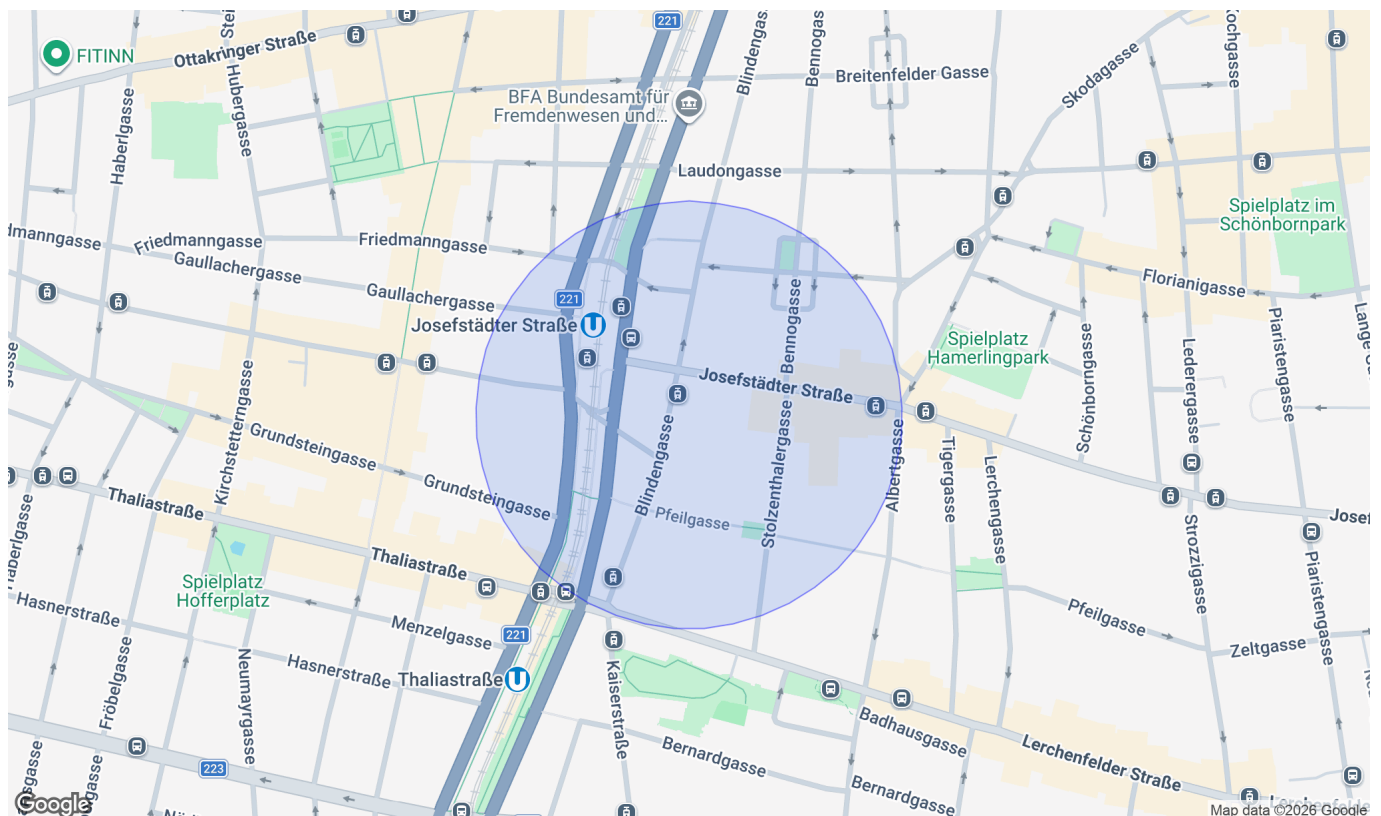 221
Ottakringer Straße
FITINN
Hubergasse
Haberlgasse
Blindengasse
Bennogasse
Breitenfelder Gasse
Skodagasse
Kochgasse
BFA Bundesamt für
Fremdenwesen und...
Laudongasse
Spielplatz im
Schönbornpark
Friedmanngasse
Friedmanngasse
Gaullachergasse
Gaullachergasse
221
Josefstädter Straße
Florianigasse
Bennogasse
Spielplatz
Hamerlingpark
Schönborngasse
Lederergasse
Piaristengasse
Josefstädter Straße
Kirchstetterngasse
Grundsteingasse
Grundsteingasse
Blindengasse
Stolzenthalergasse
Albertgasse
Tigergasse
Lerchengasse
Pfeilgasse
Thaliastraße
Thaliastraße
Haberlgasse
Strozzigasse
Piaristengasse
Spielplatz
Hofferplatz
Hasnerstraße
Hasnerstraße
Menzelgasse
221
Thaliastraße
Kaiserstraße
Pfeilgasse
Zeltgasse
Fröbelgasse
Neumayrgasse
Badhausgasse
Bernardgasse
Bernardgasse
Lerchenfelder Straße
223
Google
Map data ©2026 Google